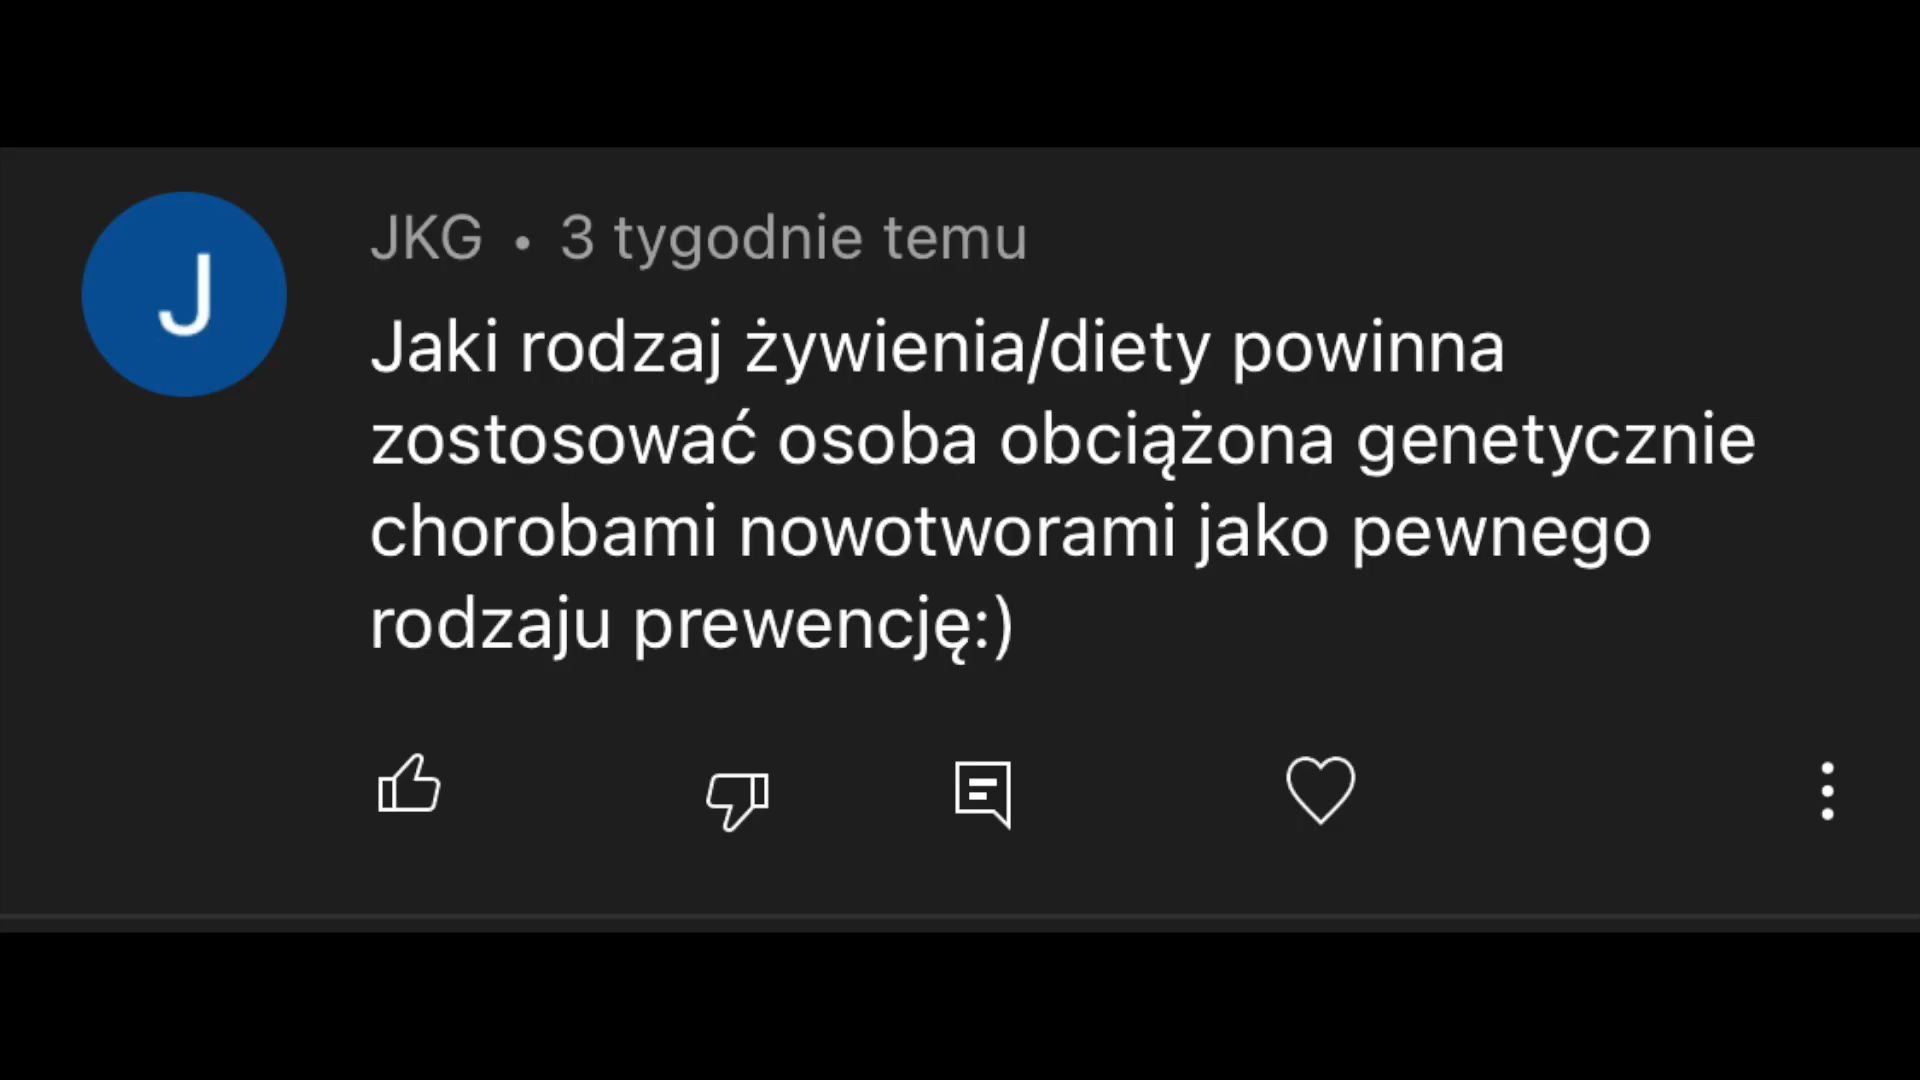 J
JKG • 3 tygodnie temu
Jaki rodzaj żywienia/diety powinna
zostosować osoba obciążona genetycznie
chorobami nowotworami jako pewnego
rodzaju prewencję:)